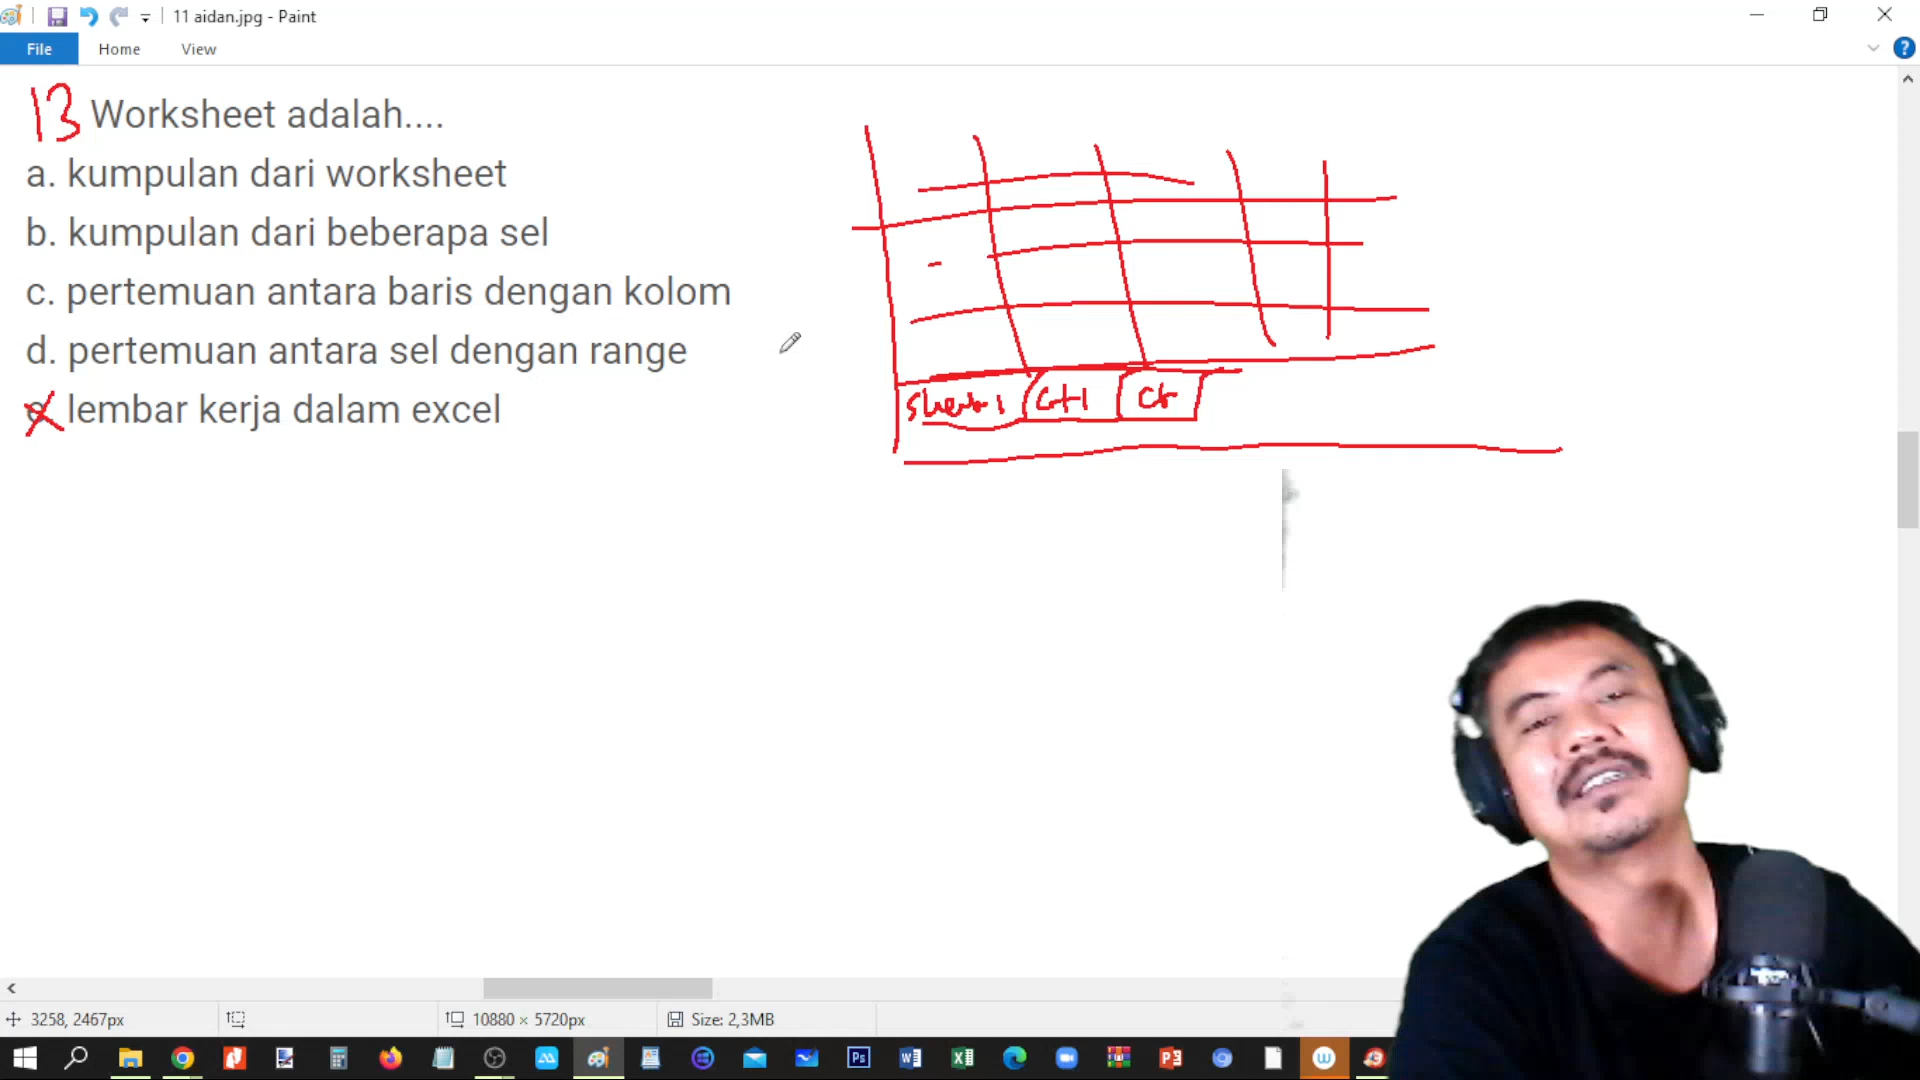 11 aidan.jpg - Paint
File Home View
13 Worksheet adalah....
a. kumpulan dari worksheet
b. kumpulan dari beberapa sel
c. pertemuan antara baris dengan kolom
d. pertemuan antara sel dengan range
lembar kerja dalam excel
3258, 2467px
10880 × 5720px
Size: 2,3MB